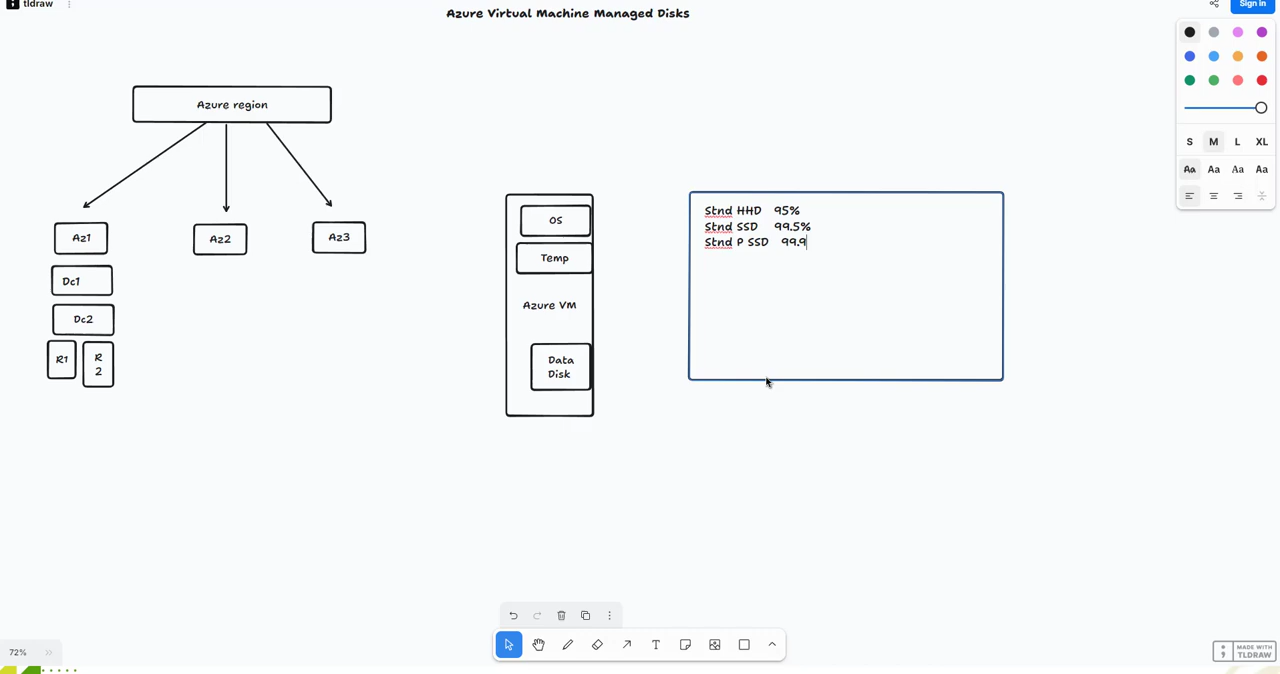 tldraw
Azure Virtual Machine Managed Disks
Sign in
Azure region
Az1
Az2
Az3
Dc1
Dc2
R1
R
2
OS
Temp
Azure VM
Data
Disk
Stnd HHD 95%
Stnd SSD 99.5%
Stnd P SSD 99.9
S M L XL
Aa Aa Aa Aa
T
72%
MADE WITH
TLDRAW